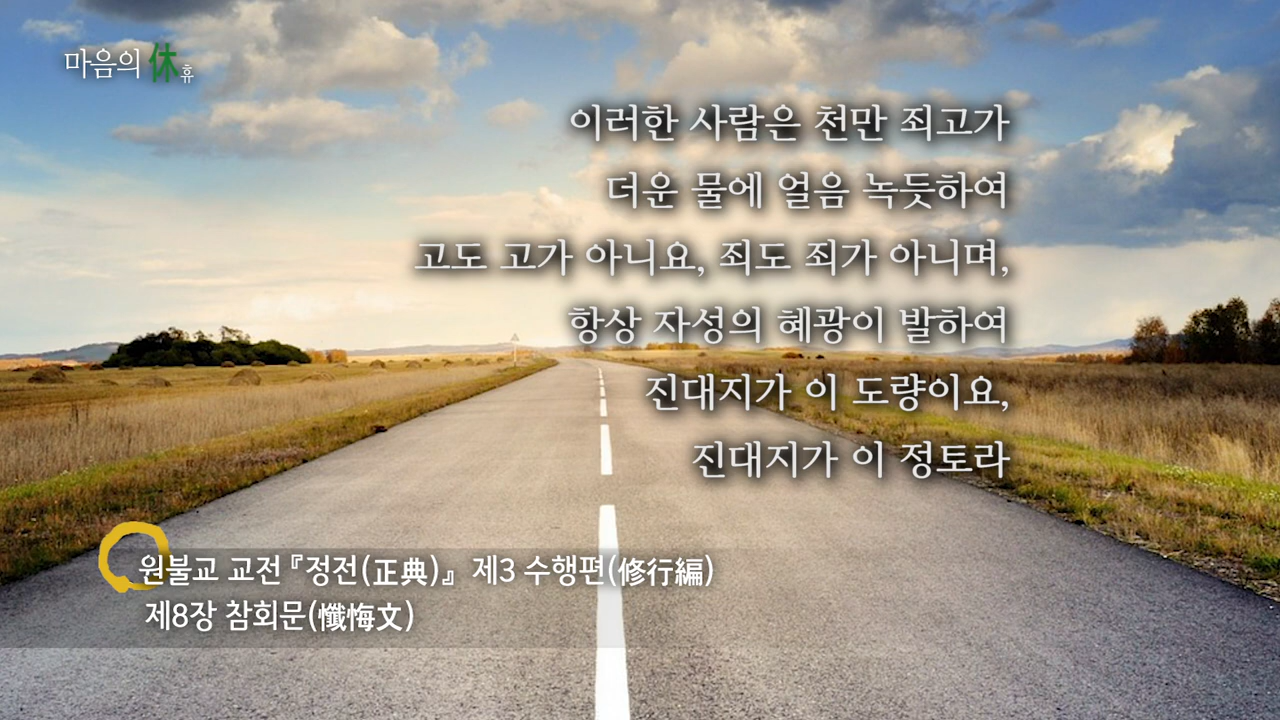 마음의 休휴
이러한 사람은 천만 죄고가
더운 물에 얼음 녹듯하여
고도 고가 아니요, 죄도 죄가 아니며,
항상 자성의 혜광이 발하여
진대지가 이 도량이요,
진대지가 이 정토라
원불교 교전『정전(正典)』 제3 수행편(修行編)
제8장 참회문(懺悔文)